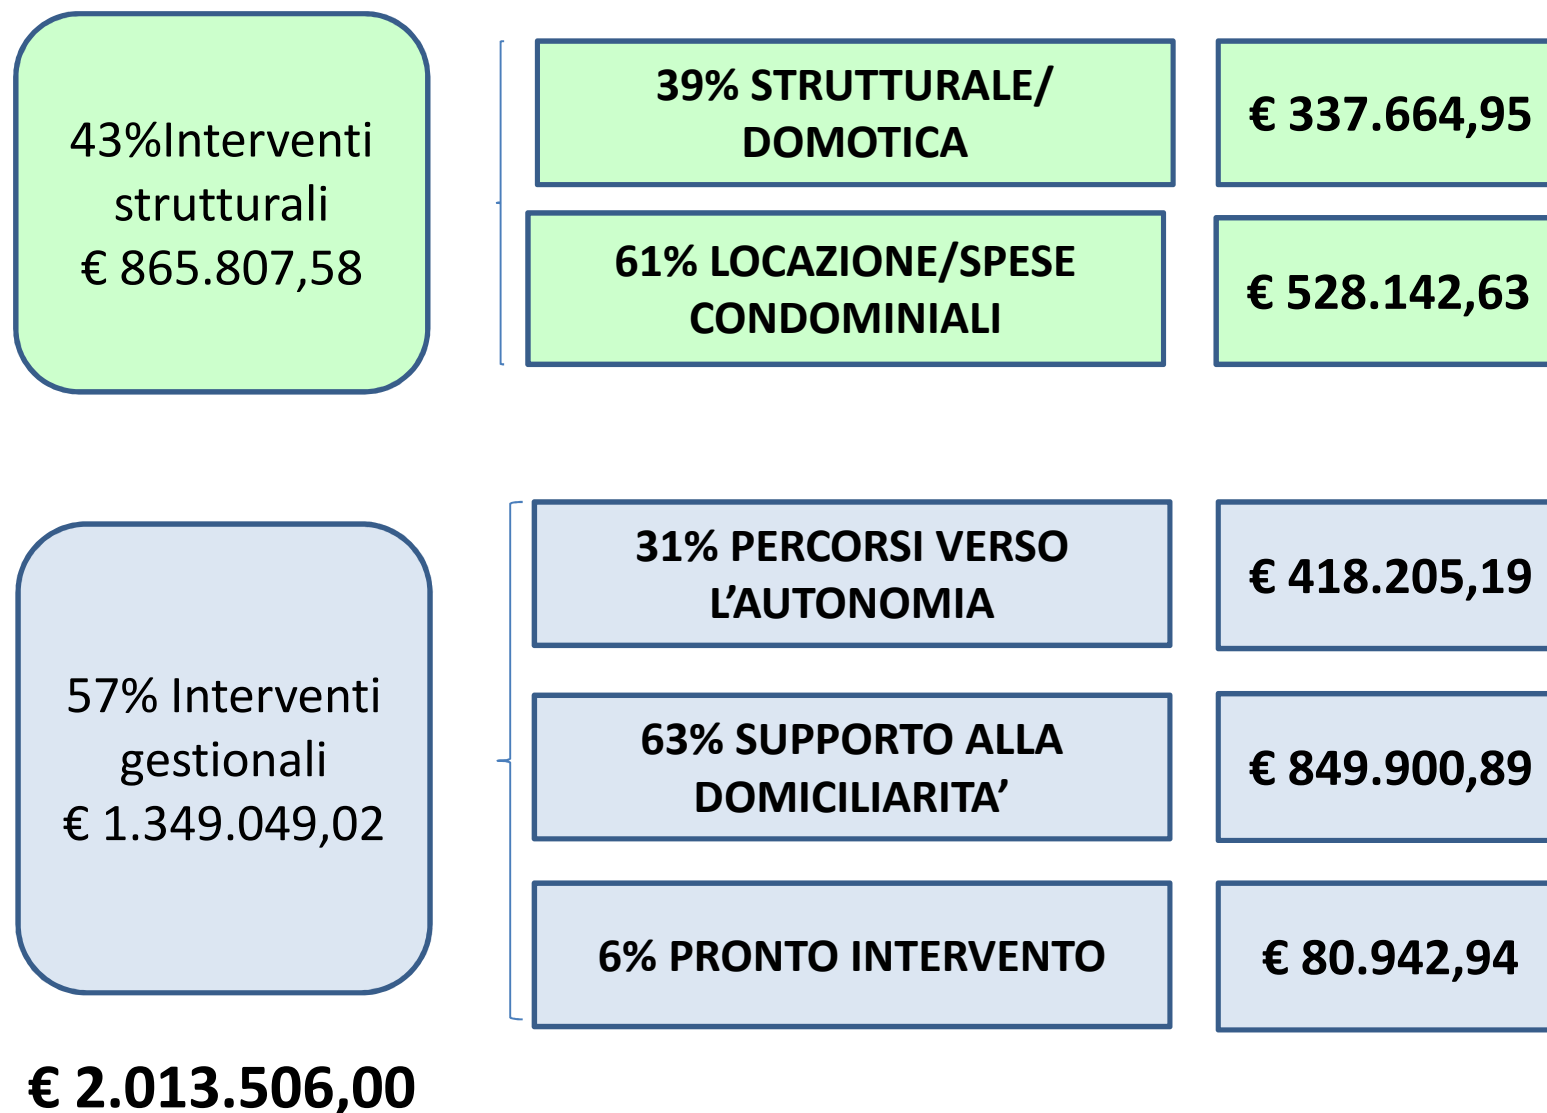 43%Interventi
strutturali
€ 865.807,58
39% STRUTTURALE/
DOMOTICA
€ 337.664,95
61% LOCAZIONE/SPESE
CONDOMINIALI
€ 528.142,63
57% Interventi
gestionali
€ 1.349.049,02
31% PERCORSI VERSO
L’AUTONOMIA
€ 418.205,19
63% SUPPORTO ALLA
DOMICILIARITA’
€ 849.900,89
6% PRONTO INTERVENTO
€ 80.942,94
€ 2.013.506,00